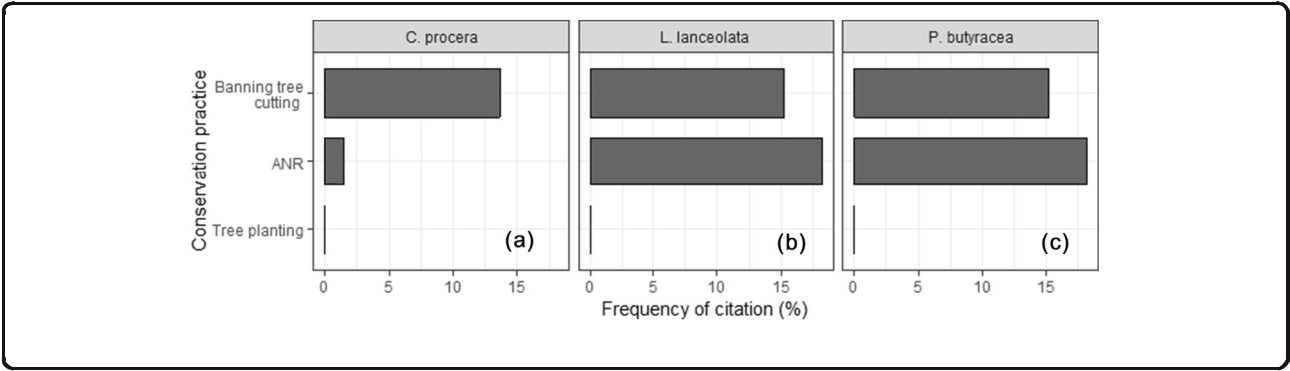 C. procera
L. lanceolata
P. butyracea
Conservation practice
Banning tree
cutting
ANR
Tree planting
(a)
(b)
(c)
0 5 10 15
0 5 10 15
0 5 10 15
Frequency of citation (%)